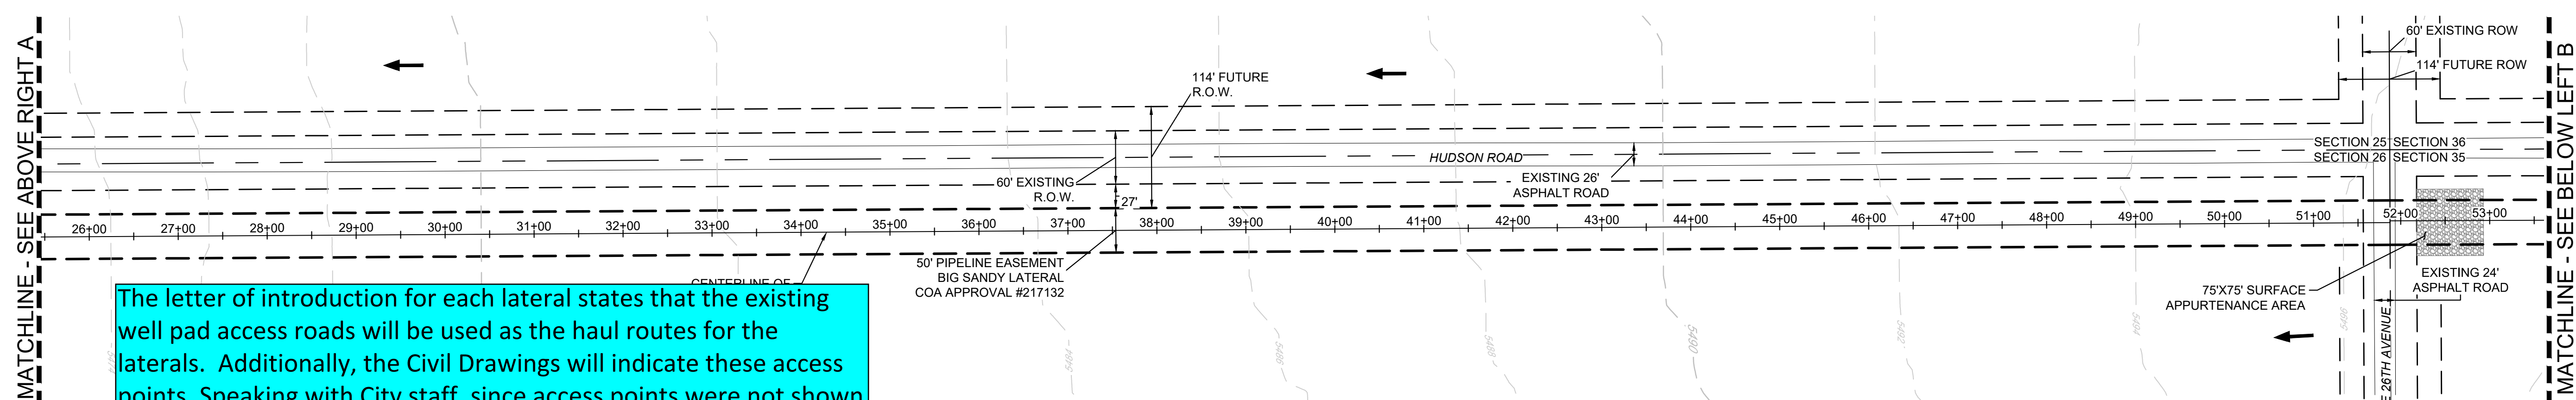 MATCHLINE - SEE ABOVE RIGHT A
60' EXISTING ROW
114' FUTURE ROW
114' FUTURE
R.O.W.
SECTION 25 SECTION 36
SECTION 26 SECTION 35
HUDSON ROAD
60' EXISTING
R.O.W.
EXISTING 26'
ASPHALT ROAD
27'
26+00 27+00 28+00 29+00 30+00 31+00 32+00 33+00 34+00 35+00 36+00 37+00 38+00 39+00 40+00 41+00 42+00 43+00 44+00 45+00 46+00 47+00 48+00 49+00 50+00 51+00 52+00 53+00
50' PIPELINE EASEMENT
BIG SANDY LATERAL
COA APPROVAL #217132
CENTERLINE OF
75'X75' SURFACE
APPURTENANCE AREA
EXISTING 24'
ASPHALT ROAD
26TH AVENUE
5484
5486
5488
5490
5492
5494
5496
The letter of introduction for each lateral states that the existing
well pad access roads will be used as the haul routes for the
laterals. Additionally, the Civil Drawings will indicate these access
points. Speaking with City staff, since access points were not shown
MATCHLINE - SEE BELOW LEFT B